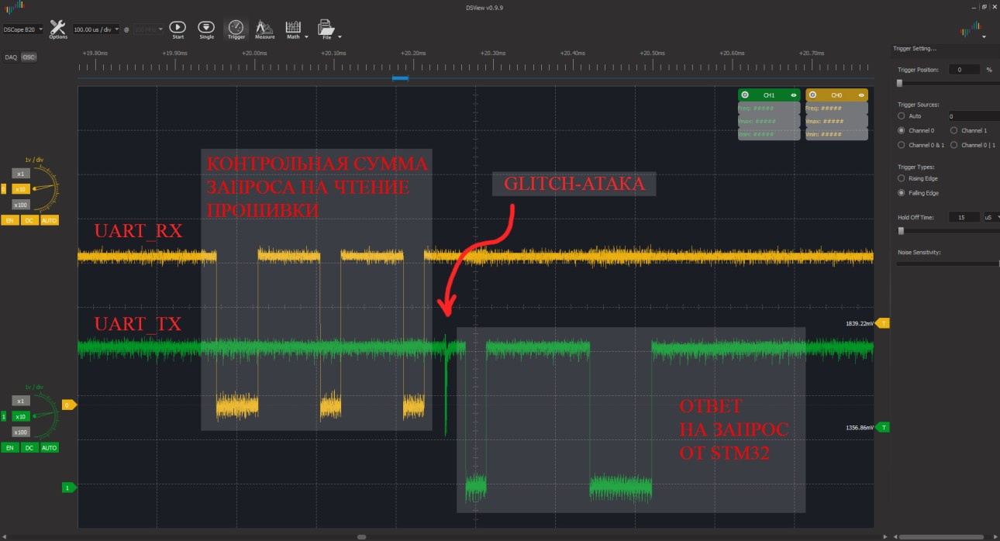 DSView v0.9.9
DSCope B20
Options
100.00 us / div
@
Start
Single
Trigger
Measure
Math
File
DAQ
OSC
+19.80ms
+19.90ms
+20.00ms
+20.10ms
+20.20ms
+20.30ms
+20.40ms
+20.50ms
+20.60ms
+20.70ms
CH1
Freq: #####
Vmax: #####
Vmin: #####
CH0
Freq: #####
Vmax: #####
Vmin: #####
1v / div
x1
0
x10
x100
EN
DC
AUTO
КОНТРОЛЬНАЯ СУММА
ЗАПРОСА НА ЧТЕНИЕ
ПРОШИВКИ
GLITCH-АТАКА
UART_RX
UART_TX
1839.22mV
T
1v / div
x1
1
x10
x100
EN
DC
AUTO
0
1
1356.86mV
T
ОТВЕТ
НА ЗАПРОС
ОТ STM32
Trigger Setting...
Trigger Position:
0
%
Trigger Sources:
Auto
0
Channel 0
Channel 1
Channel 0 & 1
Channel 0 | 1
Trigger Types:
Rising Edge
Falling Edge
Hold Off Time:
15
uS
Noise Sensitivity: